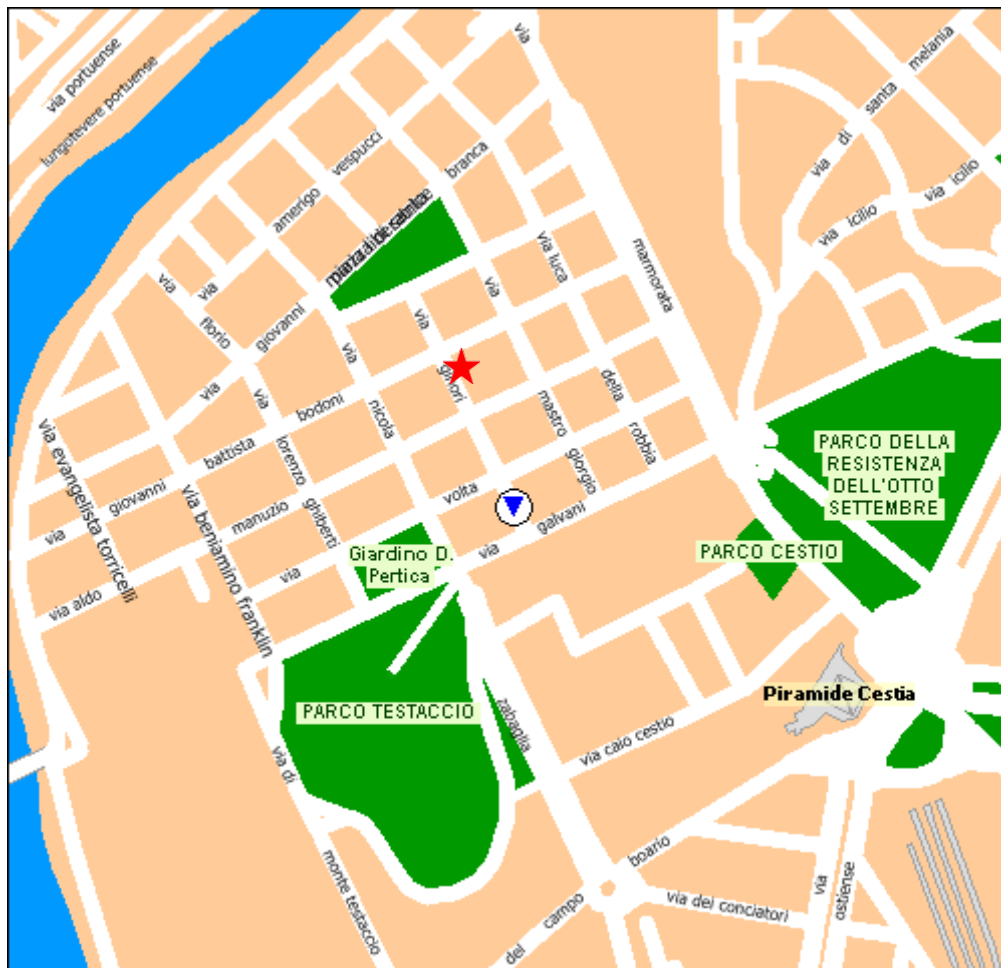 via portuense
lungotevere portuense
via
melania
santa
di
via
via icilio
via icilio
vespucci
amerigo
via
branca
piazza di
via luca
marmorata
via
via
florio
giovanni
via
via
via
ginori
via
nicola
bodoni
battista
giovanni
via
via
lorenzo
ghiberti
della
robbia
mastro
giorgio
via evangelista torricelli
via beniamino franklin
volta
galvani
via
manuzio
via aldo
via
Giardino D.
Pertica
PARCO DELLA
RESISTENZA
DELL'OTTO
SETTEMBRE
PARCO CESTIO
Piramide Cestia
PARCO TESTACCIO
zabaglia
via caio cestio
via di
monte testaccio
boario
campo
del
via dei conciatori
via
ostiense